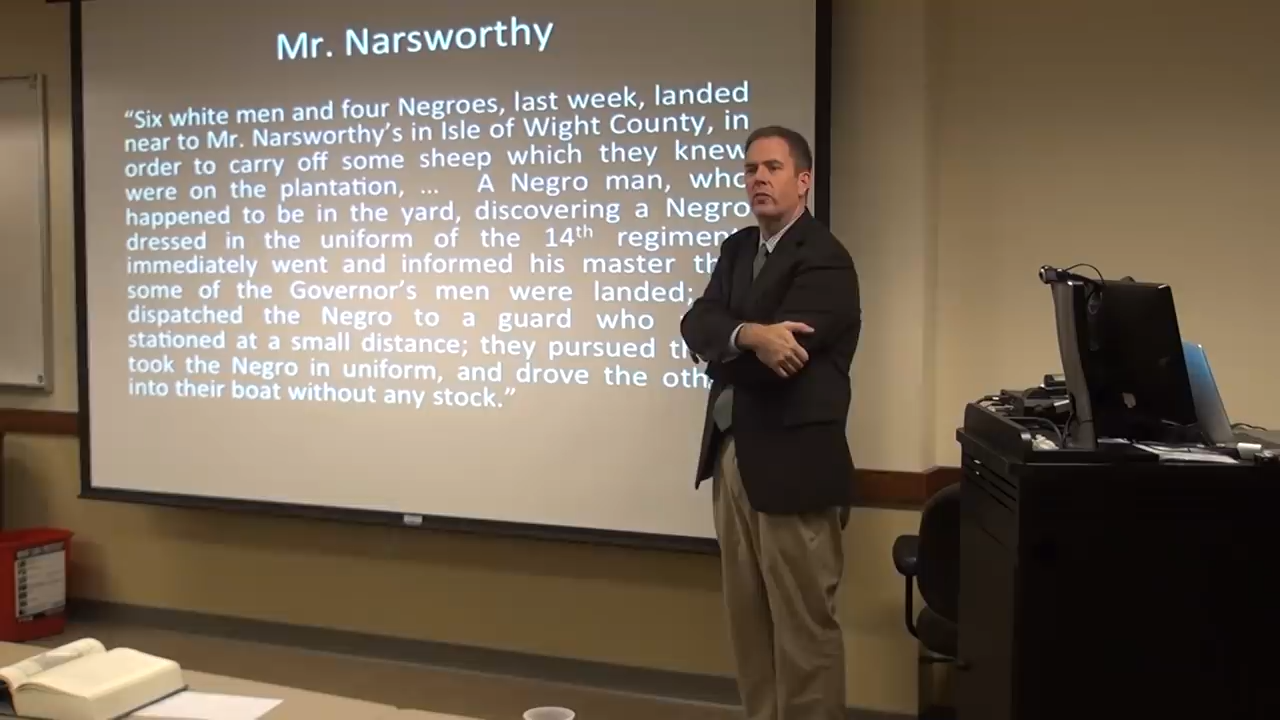 Mr. Narsworthy
“Six white men and four Negroes, last week, landed
near to Mr. Narsworthy’s in Isle of Wight County, in
order to carry off some sheep which they knew
were on the plantation, … A Negro man, who
happened to be in the yard, discovering a Negro
dressed in the uniform of the 14th regiment
immediately went and informed his master
some of the Governor’s men were landed;
dispatched the Negro to a guard who
stationed at a small distance; they pursued
took the Negro in uniform, and drove the
into their boat without any stock.”